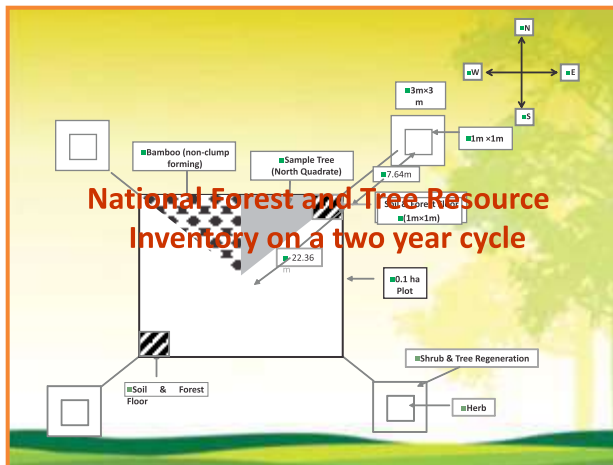 N
W
E
S
3m×3
m
1m ×1m
Bamboo (non-clump
forming)
Sample Tree
(North Quadrate)
7.64m
National Forest and Tree Resource
(1m×1m)
Inventory on a two year cycle
22.36
m
0.1 ha
Plot
Shrub & Tree Regeneration
Soil & Forest
Floor
Herb